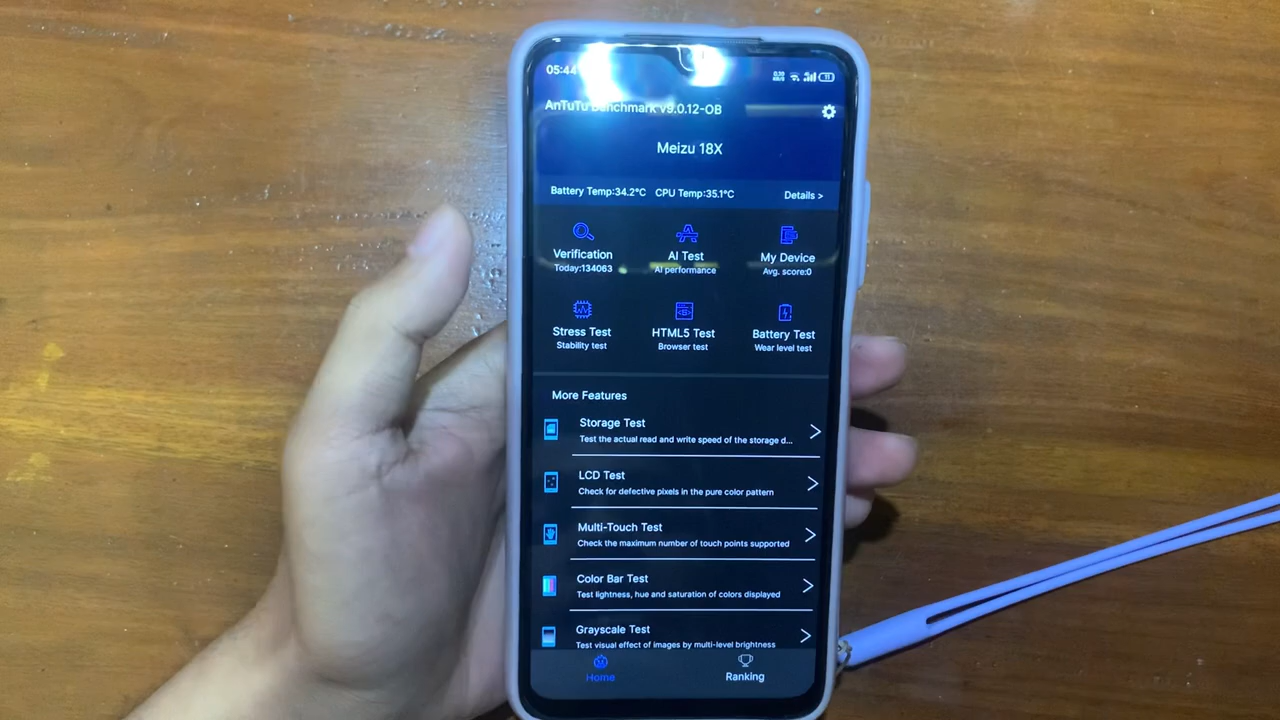 05:44
AnTuTu Benchmark v9.0.12-OB
Meizu 18X
Battery Temp:34.2°C CPU Temp:35.1°C Details >
Verification AI Test My Device
Today:134063 AI performance Avg. score:0
Stress Test HTML5 Test Battery Test
Stability test Browser test Wear level test
More Features
Storage Test
Test the actual read and write speed of the storage d...
LCD Test
Check for defective pixels in the pure color pattern
Multi-Touch Test
Check the maximum number of touch points supported
Color Bar Test
Test lightness, hue and saturation of colors displayed
Grayscale Test
Test visual effect of images by multi-level brightness
Home Ranking